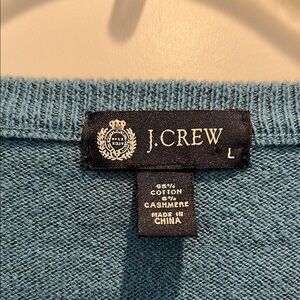 J.CREW
L
95%
COTTON
5%
CASHMERE
MADE IN
CHINA